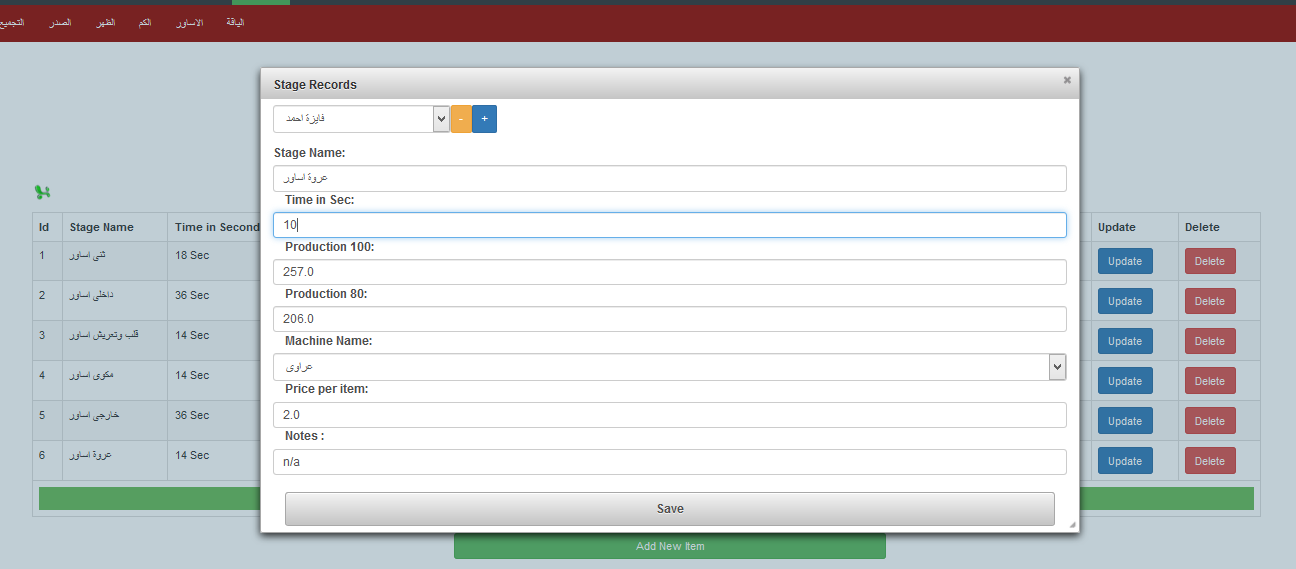 الياقة الاساور الكم الظهر الصدر التجميع
Stage Records
فايزة احمد - +
Stage Name:
عروة اساور
Time in Sec:
10
Production 100:
257.0
Production 80:
206.0
Machine Name:
عراوى
Price per item:
2.0
Notes :
n/a
Save
Id Stage Name Time in Second Update Delete
1 ثنى اساور 18 Sec Update Delete
2 داخلى اساور 36 Sec Update Delete
3 قلب وتعريش اساور 14 Sec Update Delete
4 مكوى اساور 14 Sec Update Delete
5 خارجى اساور 36 Sec Update Delete
6 عروة اساور 14 Sec Update Delete
Add New Item